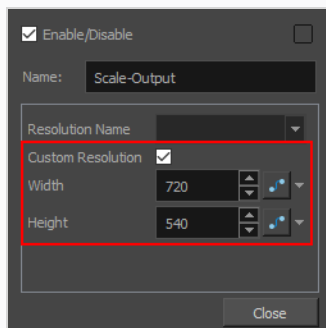 Enable/Disable
Name: Scale-Output
Resolution Name
Custom Resolution
Width 720
Height 540
Close